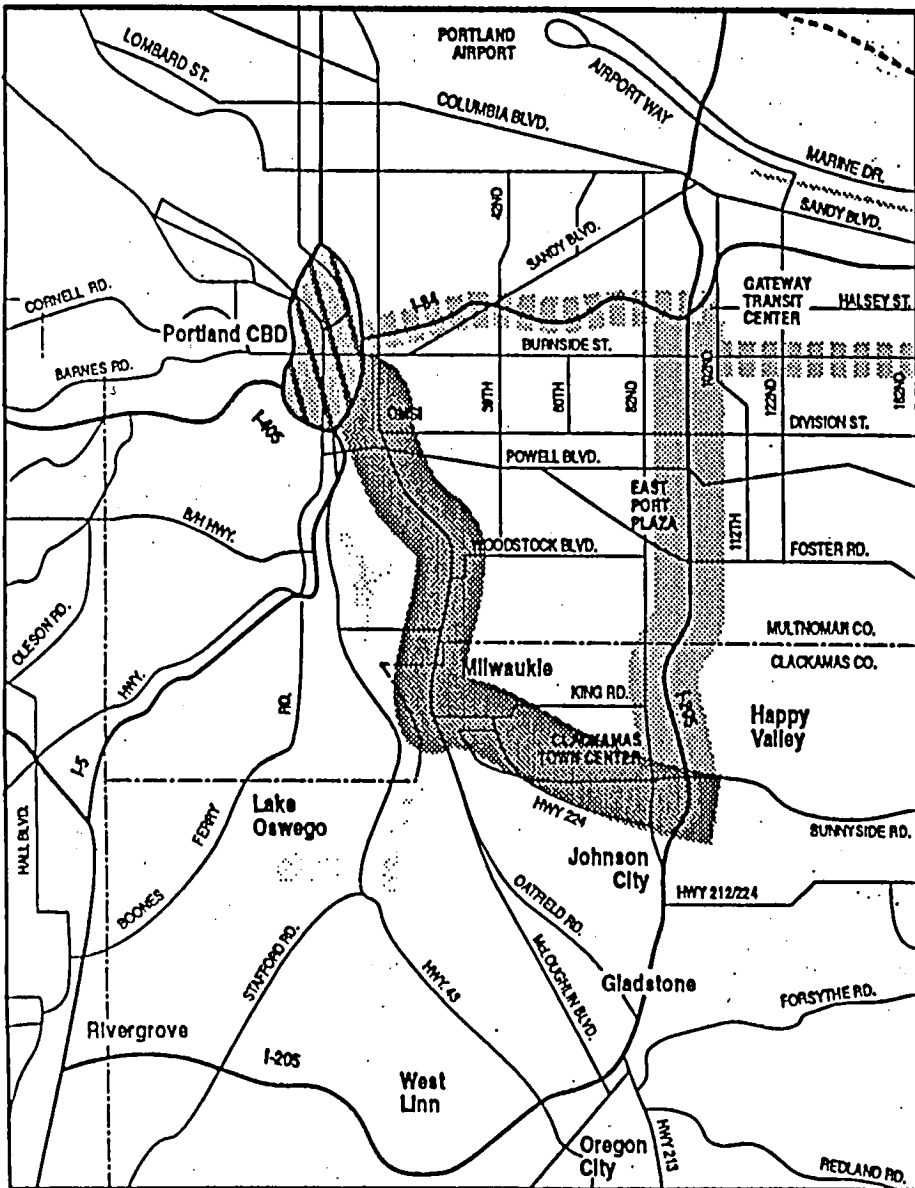 PORTLAND
AIRPORT
LOMBARD ST.
AIRPORT WAY
COLUMBIA BLVD.
MARINE DR.
SANDY BLVD.
42ND
SANDY BLVD.
GATEWAY
TRANSIT
CENTER
HALSEY ST.
I-84
CORNELL RD.
Portland CBD
BURNSIDE ST.
BARNES RD.
39TH
60TH
82ND
102ND
122ND
162ND
I-405
OMSI
DIVISION ST.
POWELL BLVD.
EAST
PORT
PLAZA
112TH
B/H HWY.
WOODSTOCK BLVD.
FOSTER RD.
OLESON RD.
MULTNOMAH CO.
CLACKAMAS CO.
Milwaukie
HWY.
RD.
KING RD.
I-205
Happy
Valley
I-5
CLACKAMAS
TOWN CENTER
Lake
Oswego
HWY 224
SUNNYSIDE RD.
HALL BLVD.
FERRY
BOONES
Johnson
City
HWY 212/224
OATFIELD RD.
STAFFORD RD.
HWY. 43
McLOUGHLIN BLVD.
Gladstone
FORSYTHE RD.
Rivergrove
I-205
West
Linn
Oregon
City
HWY 213
REDLAND RD.